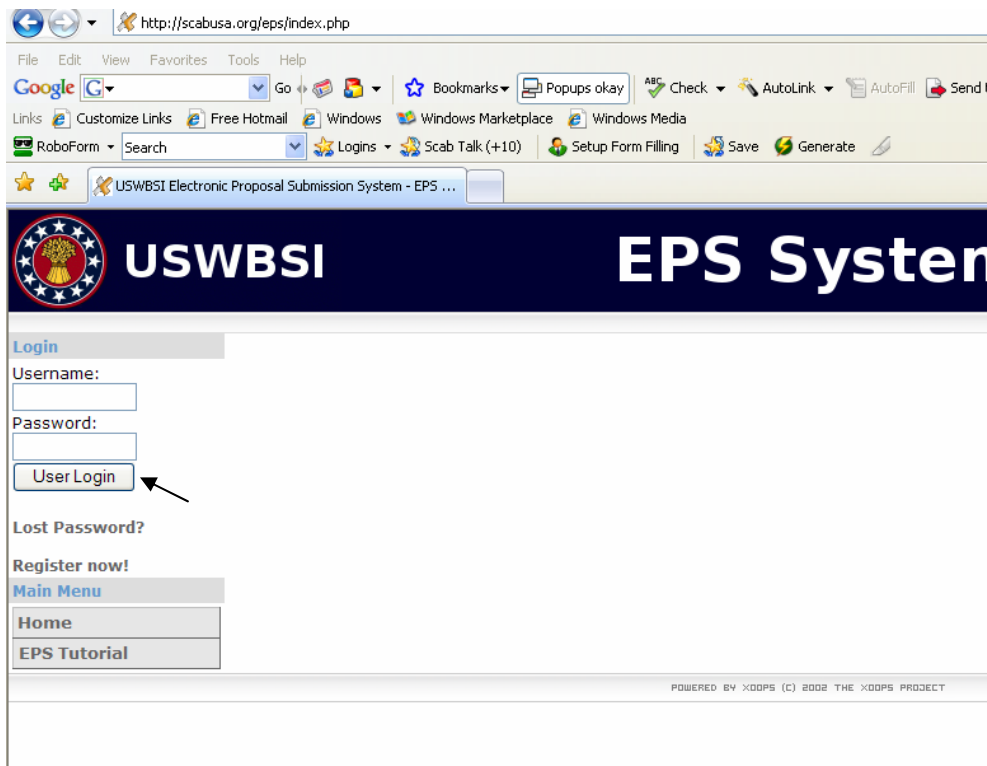 http://scabusa.org/eps/index.php
File Edit View Favorites Tools Help
Google G Go Bookmarks Popups okay ABC Check AutoLink AutoFill Send
Links Customize Links Free Hotmail Windows Windows Marketplace Windows Media
RoboForm Search Logins Scab Talk (+10) Setup Form Filling Save Generate
USWBSI Electronic Proposal Submission System - EPS ...
USWBSI EPS System
Login
Username:
Password:
User Login
Lost Password?
Register now!
Main Menu
Home
EPS Tutorial
POWERED BY XOOPS (C) 2002 THE XOOPS PROJECT